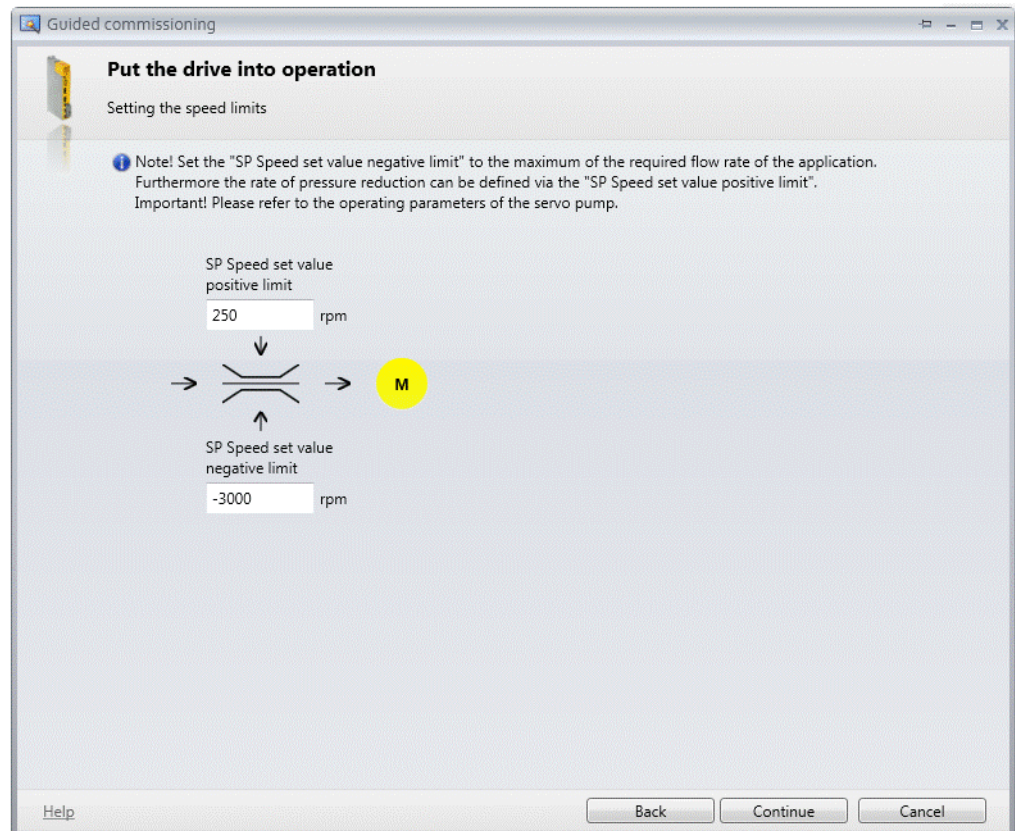 Guided commissioning
Put the drive into operation
Setting the speed limits
Note! Set the "SP Speed set value negative limit" to the maximum of the required flow rate of the application.
Furthermore the rate of pressure reduction can be defined via the "SP Speed set value positive limit".
Important! Please refer to the operating parameters of the servo pump.
SP Speed set value
positive limit
250 rpm
M
SP Speed set value
negative limit
-3000 rpm
Help Back Continue Cancel